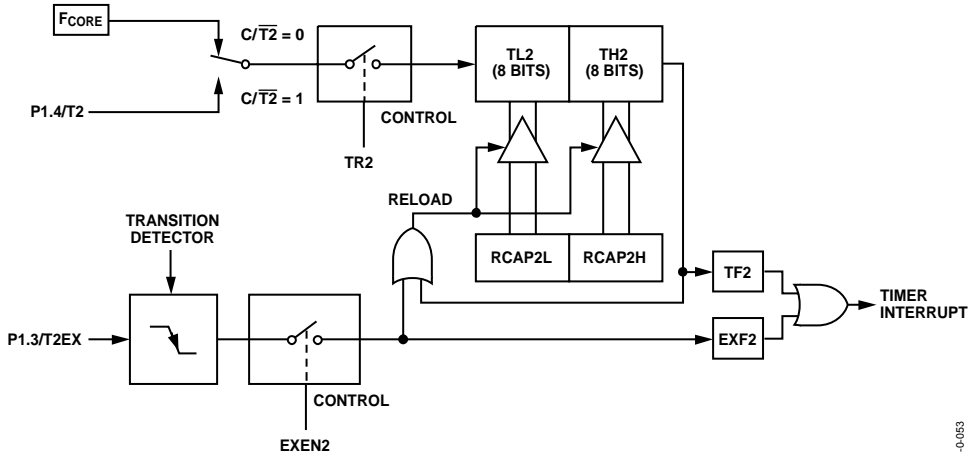 FCORE
C/T2̅ = 0
TL2
(8 BITS)
TH2
(8 BITS)
C/T2̅ = 1
P1.4/T2
CONTROL
TR2
RELOAD
TRANSITION
DETECTOR
RCAP2L
RCAP2H
TF2
TIMER
INTERRUPT
P1.3/T2EX
EXF2
CONTROL
EXEN2
-0-053